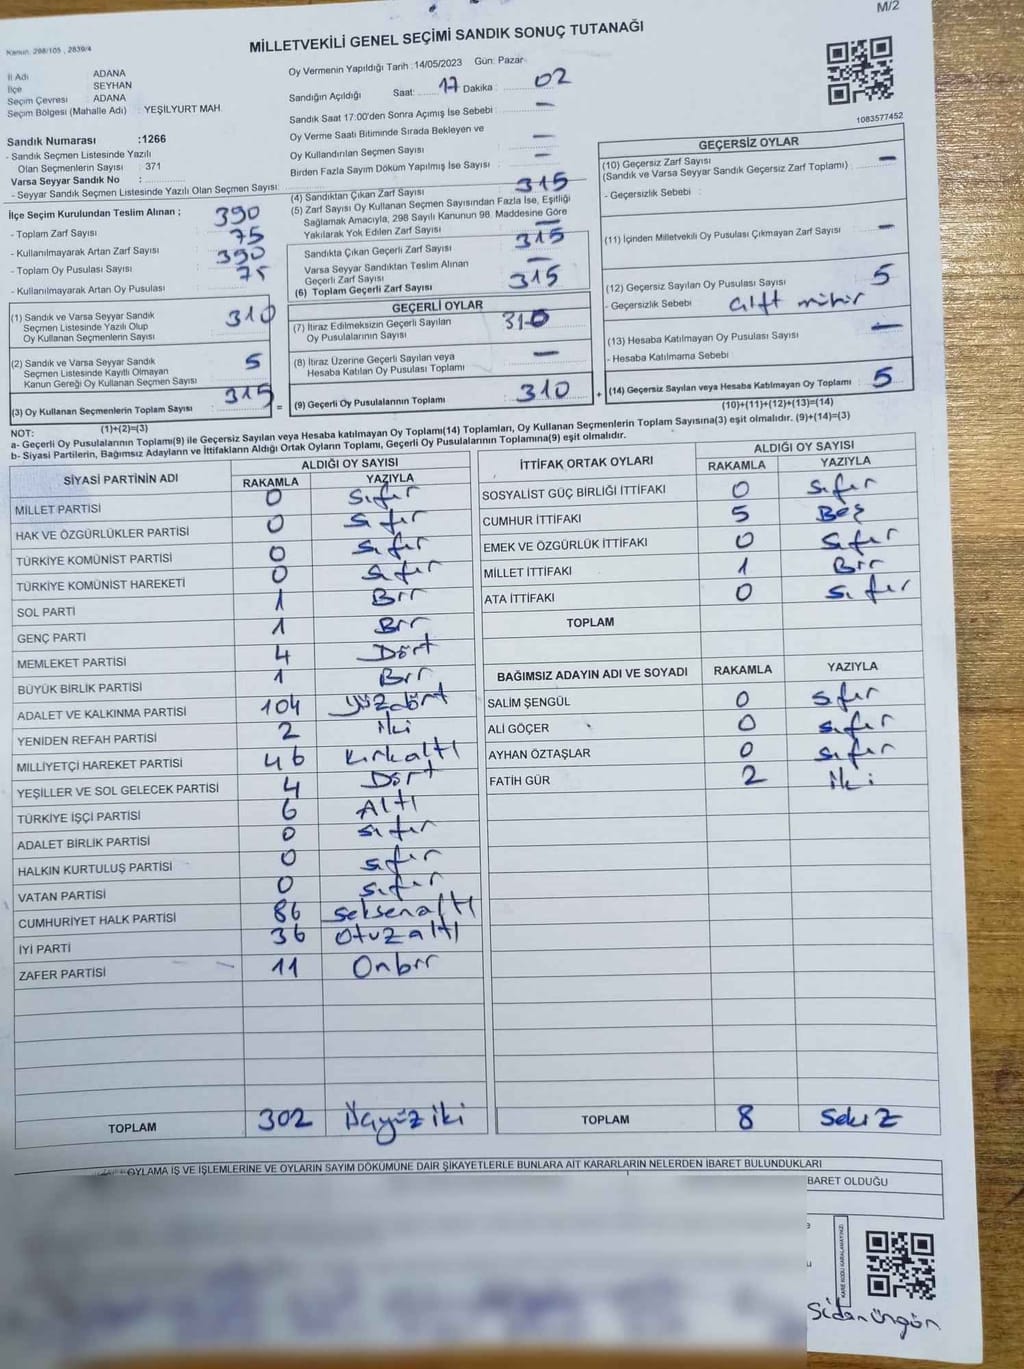 M/2
Kanun: 298/105 , 2839/4
MİLLETVEKİLİ GENEL SEÇİMİ SANDIK SONUÇ TUTANAĞI
İl Adı ADANA
İlçe SEYHAN
Seçim Çevresi ADANA
Seçim Bölgesi (Mahalle Adı) : YEŞİLYURT MAH.
Sandık Numarası :1266
- Sandık Seçmen Listesinde Yazılı
Olan Seçmenlerin Sayısı : 371
Varsa Seyyar Sandık No :
- Seyyar Sandık Seçmen Listesinde Yazılı Olan Seçmen Sayısı:
Oy Vermenin Yapıldığı Tarih :14/05/2023 Gün: Pazar
Sandığın Açıldığı Saat: 17 Dakika : 02
Sandık Saat 17:00'den Sonra Açımış İse Sebebi : —
Oy Verme Saati Bitiminde Sırada Bekleyen ve
Oy Kullandırılan Seçmen Sayısı : —
Birden Fazla Sayım Döküm Yapılmış İse Sayısı : —
1083577452
İlçe Seçim Kurulundan Teslim Alınan ;
- Toplam Zarf Sayısı : 390
- Kullanılmayarak Artan Zarf Sayısı : 75
- Toplam Oy Pusulası Sayısı : 390
- Kullanılmayarak Artan Oy Pusulası : 75
(1) Sandık ve Varsa Seyyar Sandık
Seçmen Listesinde Yazılı Olup
Oy Kullanan Seçmenlerin Sayısı 310
(2) Sandık ve Varsa Seyyar Sandık
Seçmen Listesinde Kayıtlı Olmayan
Kanun Gereği Oy Kullanan Seçmen Sayısı 5
(3) Oy Kullanan Seçmenlerin Toplam Sayısı : 315 =
(1)+(2)=(3)
(4) Sandıktan Çıkan Zarf Sayısı 315
(5) Zarf Sayısı Oy Kullanan Seçmen Sayısından Fazla İse, Eşitliği
Sağlamak Amacıyla, 298 Sayılı Kanunun 98. Maddesine Göre
Yakılarak Yok Edilen Zarf Sayısı —
Sandıkta Çıkan Geçerli Zarf Sayısı 315
Varsa Seyyar Sandıktan Teslim Alınan
Geçerli Zarf Sayısı —
(6) Toplam Geçerli Zarf Sayısı 315
GEÇERLİ OYLAR
(7) İtiraz Edilmeksizin Geçerli Sayılan
Oy Pusulalarının Sayısı 310
(8) İtiraz Üzerine Geçerli Sayılan veya
Hesaba Katılan Oy Pusulası Toplamı —
(9) Geçerli Oy Pusulalarının Toplamı : 310 +
GEÇERSİZ OYLAR
(10) Geçersiz Zarf Sayısı
(Sandık ve Varsa Seyyar Sandık Geçersiz Zarf Toplamı) —
- Geçersizlik Sebebi :
(11) İçinden Milletvekili Oy Pusulası Çıkmayan Zarf Sayısı —
(12) Geçersiz Sayılan Oy Pusulası Sayısı 5
- Geçersizlik Sebebi çift mühür
(13) Hesaba Katılmayan Oy Pusulası Sayısı —
- Hesaba Katılmama Sebebi :
(14) Geçersiz Sayılan veya Hesaba Katılmayan Oy Toplamı : 5
(10)+(11)+(12)+(13)=(14)
NOT:
a- Geçerli Oy Pusulalarının Toplamı(9) ile Geçersiz Sayılan veya Hesaba katılmayan Oy Toplamı(14) Toplamları, Oy Kullanan Seçmenlerin Toplam Sayısına(3) eşit olmalıdır. (9)+(14)=(3)
b- Siyasi Partilerin, Bağımsız Adayların ve İttifakların Aldığı Ortak Oyların Toplamı, Geçerli Oy Pusulalarının Toplamına(9) eşit olmalıdır.
SİYASİ PARTİNİN ADI ALDIĞI OY SAYISI
RAKAMLA YAZIYLA
MİLLET PARTİSİ 0 Sıfır
HAK VE ÖZGÜRLÜKLER PARTİSİ 0 sıfır
TÜRKİYE KOMÜNİST PARTİSİ 0 sıfır
TÜRKİYE KOMÜNİST HAREKETİ 0 sıfır
SOL PARTİ 1 Bir
GENÇ PARTİ 1 Bir
MEMLEKET PARTİSİ 4 Dört
BÜYÜK BİRLİK PARTİSİ 1 Bir
ADALET VE KALKINMA PARTİSİ 104 yüzdört
YENİDEN REFAH PARTİSİ 2 iki
MİLLİYETÇİ HAREKET PARTİSİ 46 kırkaltı
YEŞİLLER VE SOL GELECEK PARTİSİ 4 Dört
TÜRKİYE İŞÇİ PARTİSİ 6 Altı
ADALET BİRLİK PARTİSİ 0 sıfır
HALKIN KURTULUŞ PARTİSİ 0 sıfır
VATAN PARTİSİ 0 sıfır
CUMHURİYET HALK PARTİSİ 86 seksenaltı
İYİ PARTİ 36 otuzaltı
ZAFER PARTİSİ 11 Onbir
TOPLAM 302 üçyüziki
İTTİFAK ORTAK OYLARI ALDIĞI OY SAYISI
RAKAMLA YAZIYLA
SOSYALİST GÜÇ BİRLİĞİ İTTİFAKI 0 sıfır
CUMHUR İTTİFAKI 5 Beş
EMEK VE ÖZGÜRLÜK İTTİFAKI 0 sıfır
MİLLET İTTİFAKI 1 Bir
ATA İTTİFAKI 0 sıfır
TOPLAM
BAĞIMSIZ ADAYIN ADI VE SOYADI RAKAMLA YAZIYLA
SALİM ŞENGÜL 0 sıfır
ALİ GÖÇER 0 sıfır
AYHAN ÖZTAŞLAR 0 sıfır
FATİH GÜR 2 iki
TOPLAM 8 Sekiz
OYLAMA İŞ VE İŞLEMLERİNE VE OYLARIN SAYIM DÖKÜMÜNE DAİR ŞİKAYETLERLE BUNLARA AİT KARARLARIN NELERDEN İBARET BULUNDUKLARI
BARET OLDUĞU
KARE KODU KARALAMAYINIZ!